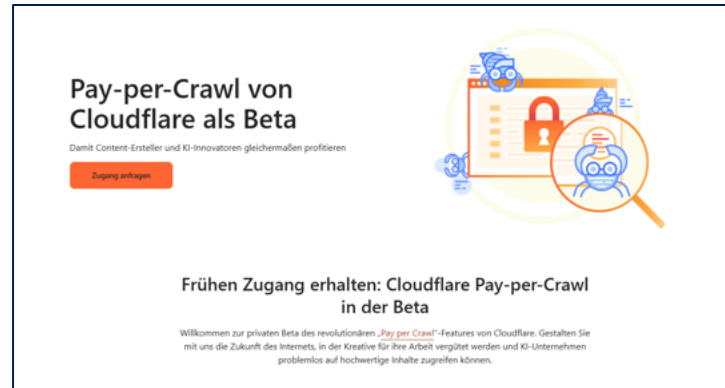 Pay-per-Crawl von
Cloudflare als Beta
Damit Content-Ersteller und KI-Innovatoren gleichermaßen profitieren
Zugang anfragen
Frühen Zugang erhalten: Cloudflare Pay-per-Crawl
in der Beta
Willkommen zur privaten Beta des revolutionären „Pay per Crawl“-Features von Cloudflare. Gestalten Sie
mit uns die Zukunft des Internets, in der Kreative für ihre Arbeit vergütet werden und KI-Unternehmen
problemlos auf hochwertige Inhalte zugreifen können.